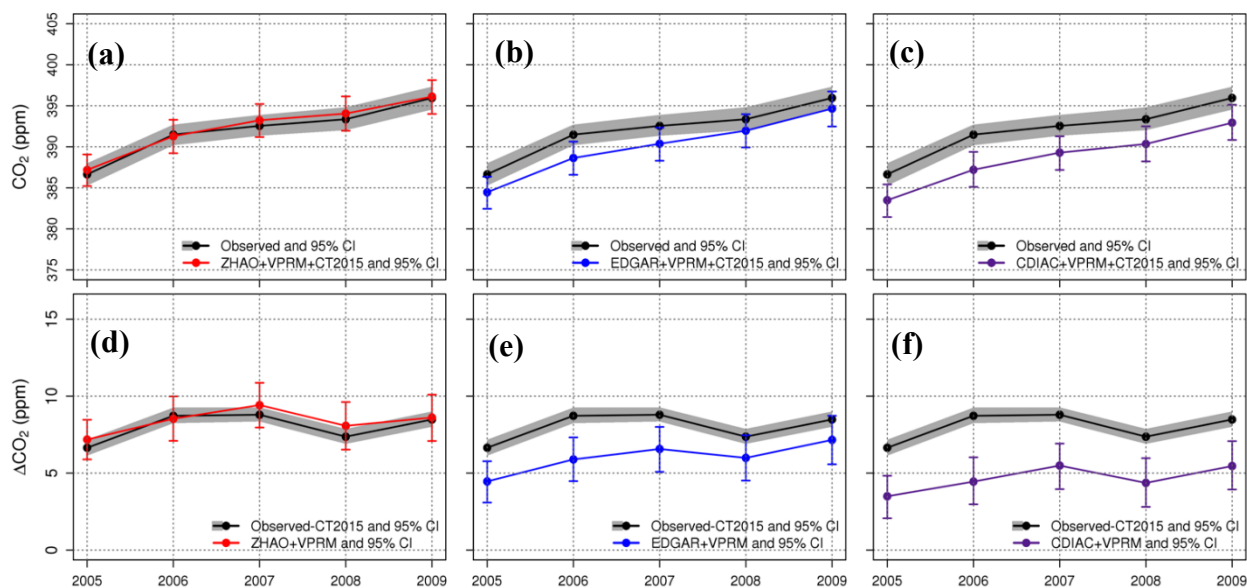 (a)
(b)
(c)
CO₂ (ppm)
405
400
395
390
385
380
375
Observed and 95% CI
ZHAO+VPRM+CT2015 and 95% CI
Observed and 95% CI
EDGAR+VPRM+CT2015 and 95% CI
Observed and 95% CI
CDIAC+VPRM+CT2015 and 95% CI
(d)
(e)
(f)
ΔCO₂ (ppm)
15
10
5
0
Observed-CT2015 and 95% CI
ZHAO+VPRM and 95% CI
Observed-CT2015 and 95% CI
EDGAR+VPRM and 95% CI
Observed-CT2015 and 95% CI
CDIAC+VPRM and 95% CI
2005 2006 2007 2008 2009
2005 2006 2007 2008 2009
2005 2006 2007 2008 2009